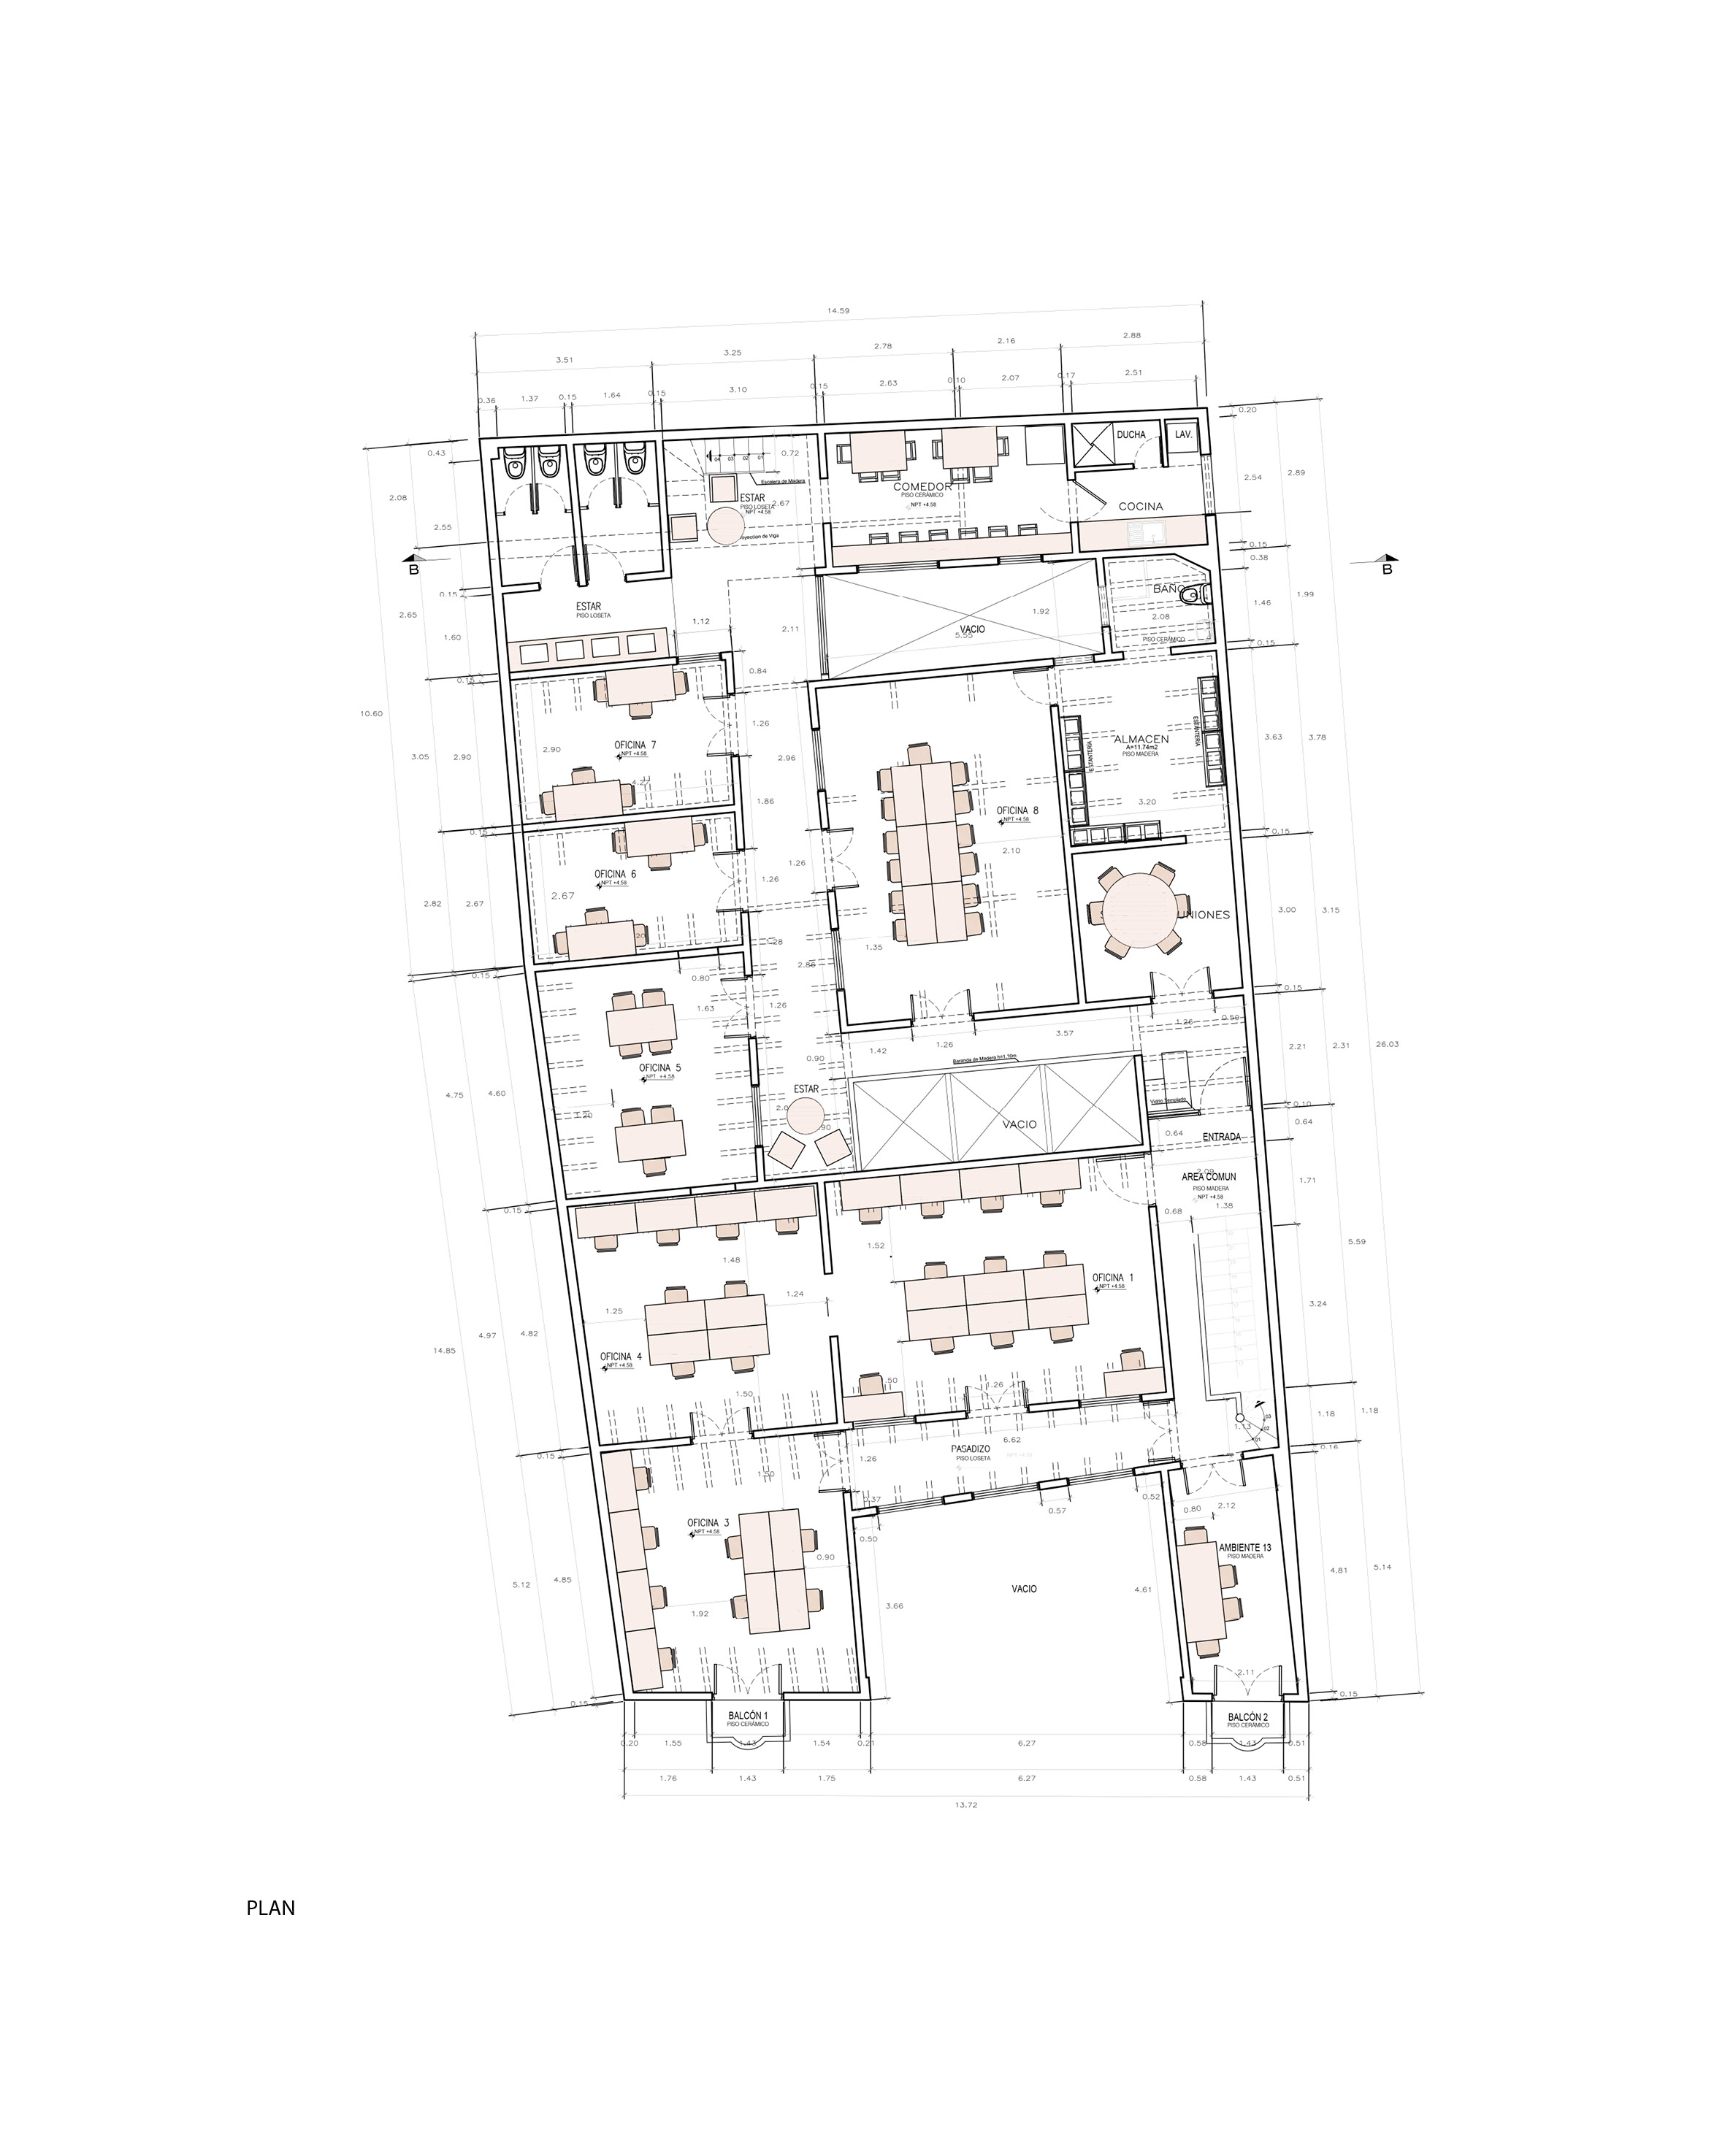 14.59
3.51
3.25
2.78
2.16
2.88
0.36
1.37
0.15
1.64
0.15
3.10
0.15
2.63
0.10
2.07
0.17
2.51
0.20
0.43
0.72
04 03 02 01
Escalera de Madera
DUCHA
LAV.
2.08
2.55
ESTAR
PISO LOSETA
2.67
NPT +4.58
COMEDOR
PISO CERÁMICO
NPT +4.58
COCINA
2.54
2.89
B
0.15
0.38
B
0.15
2.65
1.60
ESTAR
PISO LOSETA
1.12
2.11
VACIO
5.55
1.92
BAÑO
2.08
PISO CERÁMICO
1.46
1.99
0.15
0.15
0.84
10.60
3.05
2.90
2.90
OFICINA 7
NPT +4.58
1.26
2.96
1.86
ALMACEN
A=11.74m2
PISO MADERA
ESTANTERIA
ESTANTERIA
3.20
3.63
3.78
0.15
OFICINA 8
NPT +4.58
2.10
0.15
2.82
2.67
OFICINA 6
NPT +4.58
2.67
20
1.26
1.26
1.28
1.35
2.86
UNIONES
3.00
3.15
0.15
0.80
1.63
1.26
0.15
1.26
0.50
4.75
4.60
OFICINA 5
NPT +4.58
1.20
0.90
1.42
1.26
3.57
2.21
2.31
26.03
Baranda de Madera h=1.10m
ESTAR
2.0
90
VACIO
Vidrio Templado
0.10
0.64
0.64
ENTRADA
2.09
AREA COMUN
PISO MADERA
NPT +4.58
1.38
0.68
1.71
0.15
1.48
1.52
5.59
14.85
4.97
4.82
1.25
1.24
OFICINA 1
NPT +4.58
3.24
OFICINA 4
NPT +4.58
1.50
.50
1.26
1.13
03
02
01
1.18
1.18
0.16
0.15
1.50
1.26
PASADIZO
PISO LOSETA
6.62
0.37
0.50
0.57
0.52
0.80
2.12
OFICINA 3
NPT +4.58
0.90
1.92
5.12
4.85
3.66
VACIO
4.61
AMBIENTE 13
PISO MADERA
4.81
5.14
2.11
0.15
0.15
BALCÓN 1
PISO CERÁMICO
BALCÓN 2
PISO CERÁMICO
0.20
1.55
1.43
1.54
0.21
6.27
0.58
1.43
0.51
1.76
1.43
1.75
6.27
0.58
1.43
0.51
13.72
PLAN